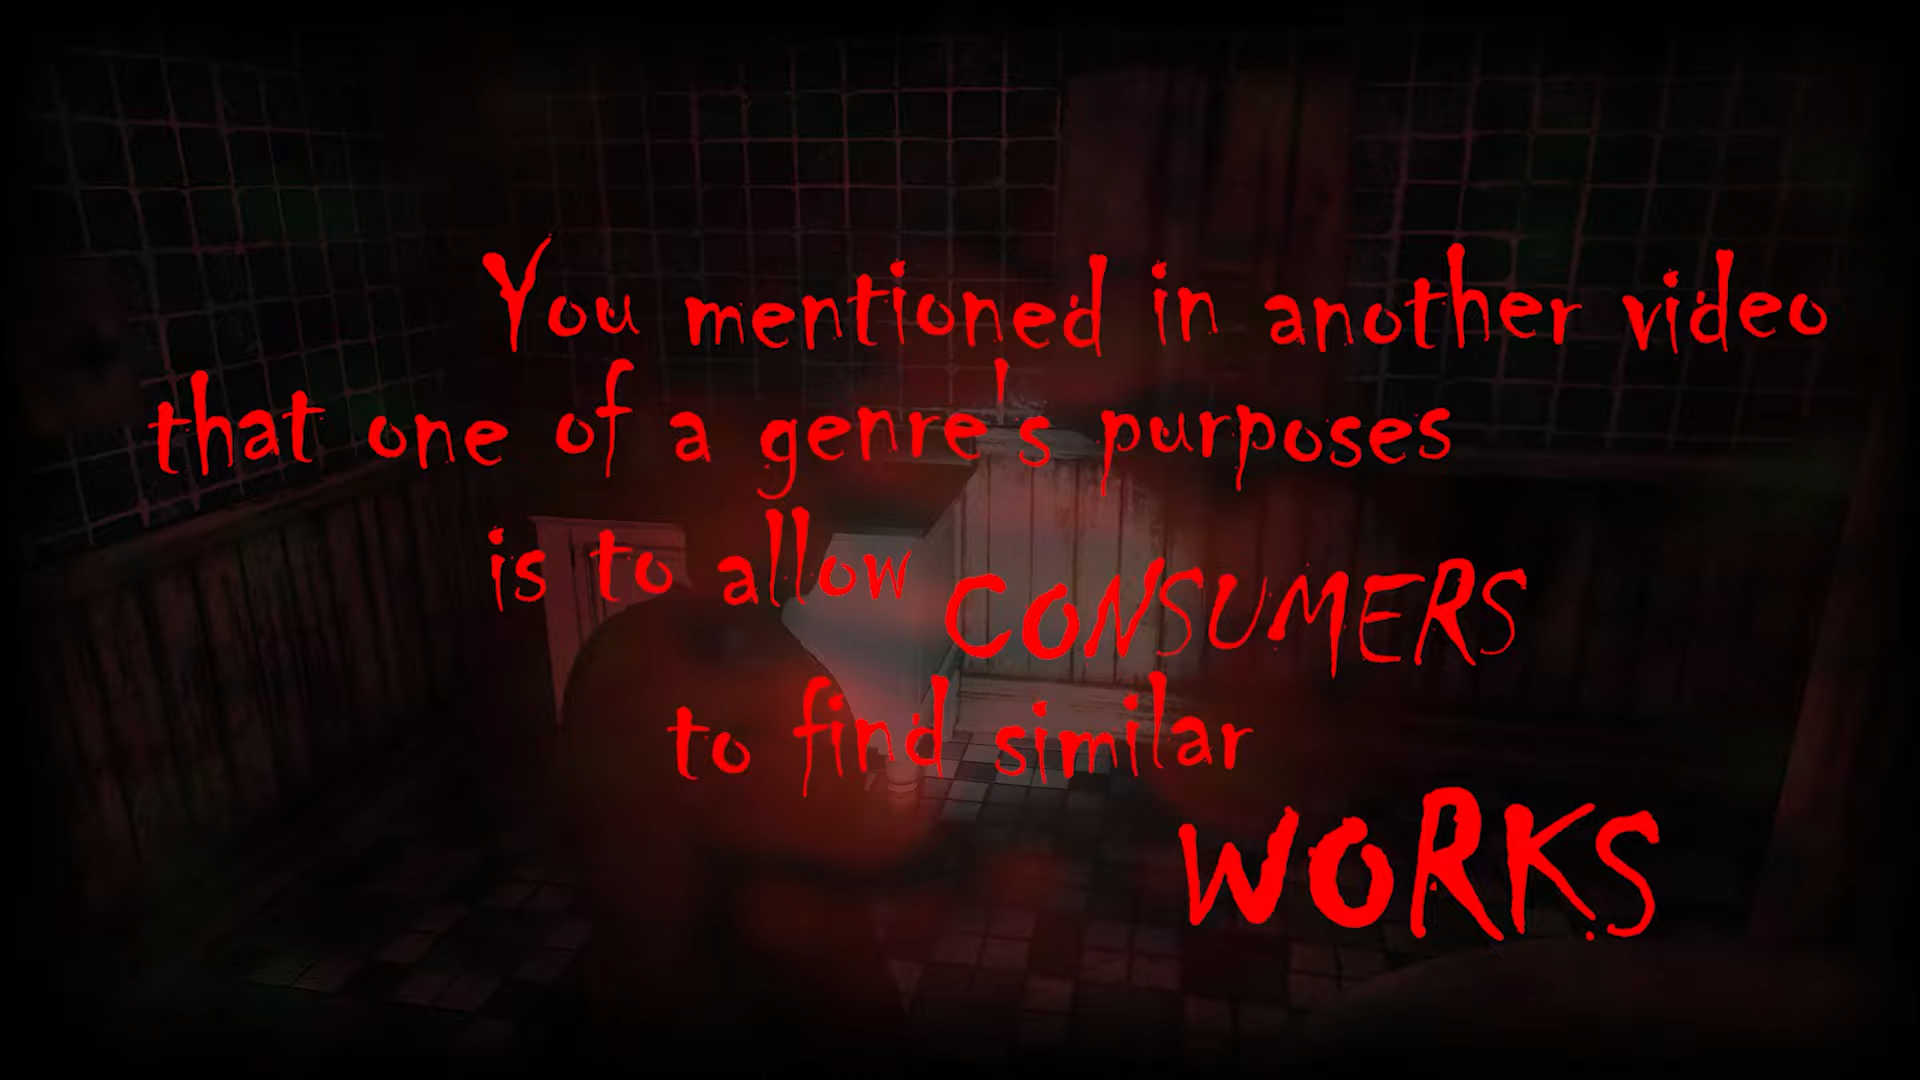 You mentioned in another video
that one of a genre's purposes
is to allow CONSUMERS
to find similar
WORKS